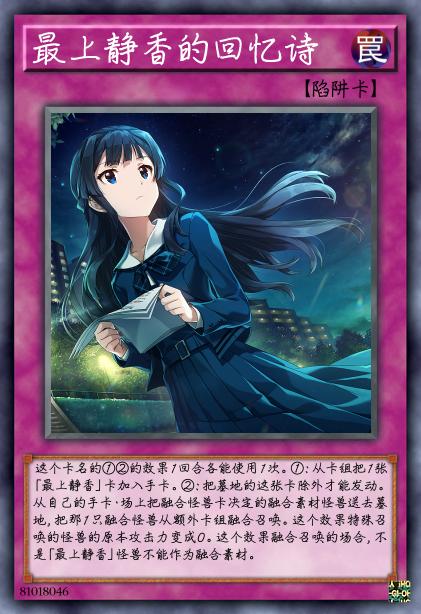 最上静香的回忆诗
罠
【陷阱卡】
这个卡名的①②的效果1回合各能使用1次。①:从卡组把1张
「最上静香」卡加入手卡。②:把墓地的这张卡除外才能发动。
从自己的手卡·场上把融合怪兽卡决定的融合素材怪兽送去墓
地,把那1只融合怪兽从额外卡组融合召唤。这个效果特殊召
唤的怪兽的原本攻击力变成0。这个效果融合召唤的场合,不
是「最上静香」怪兽不能作为融合素材。
81018046